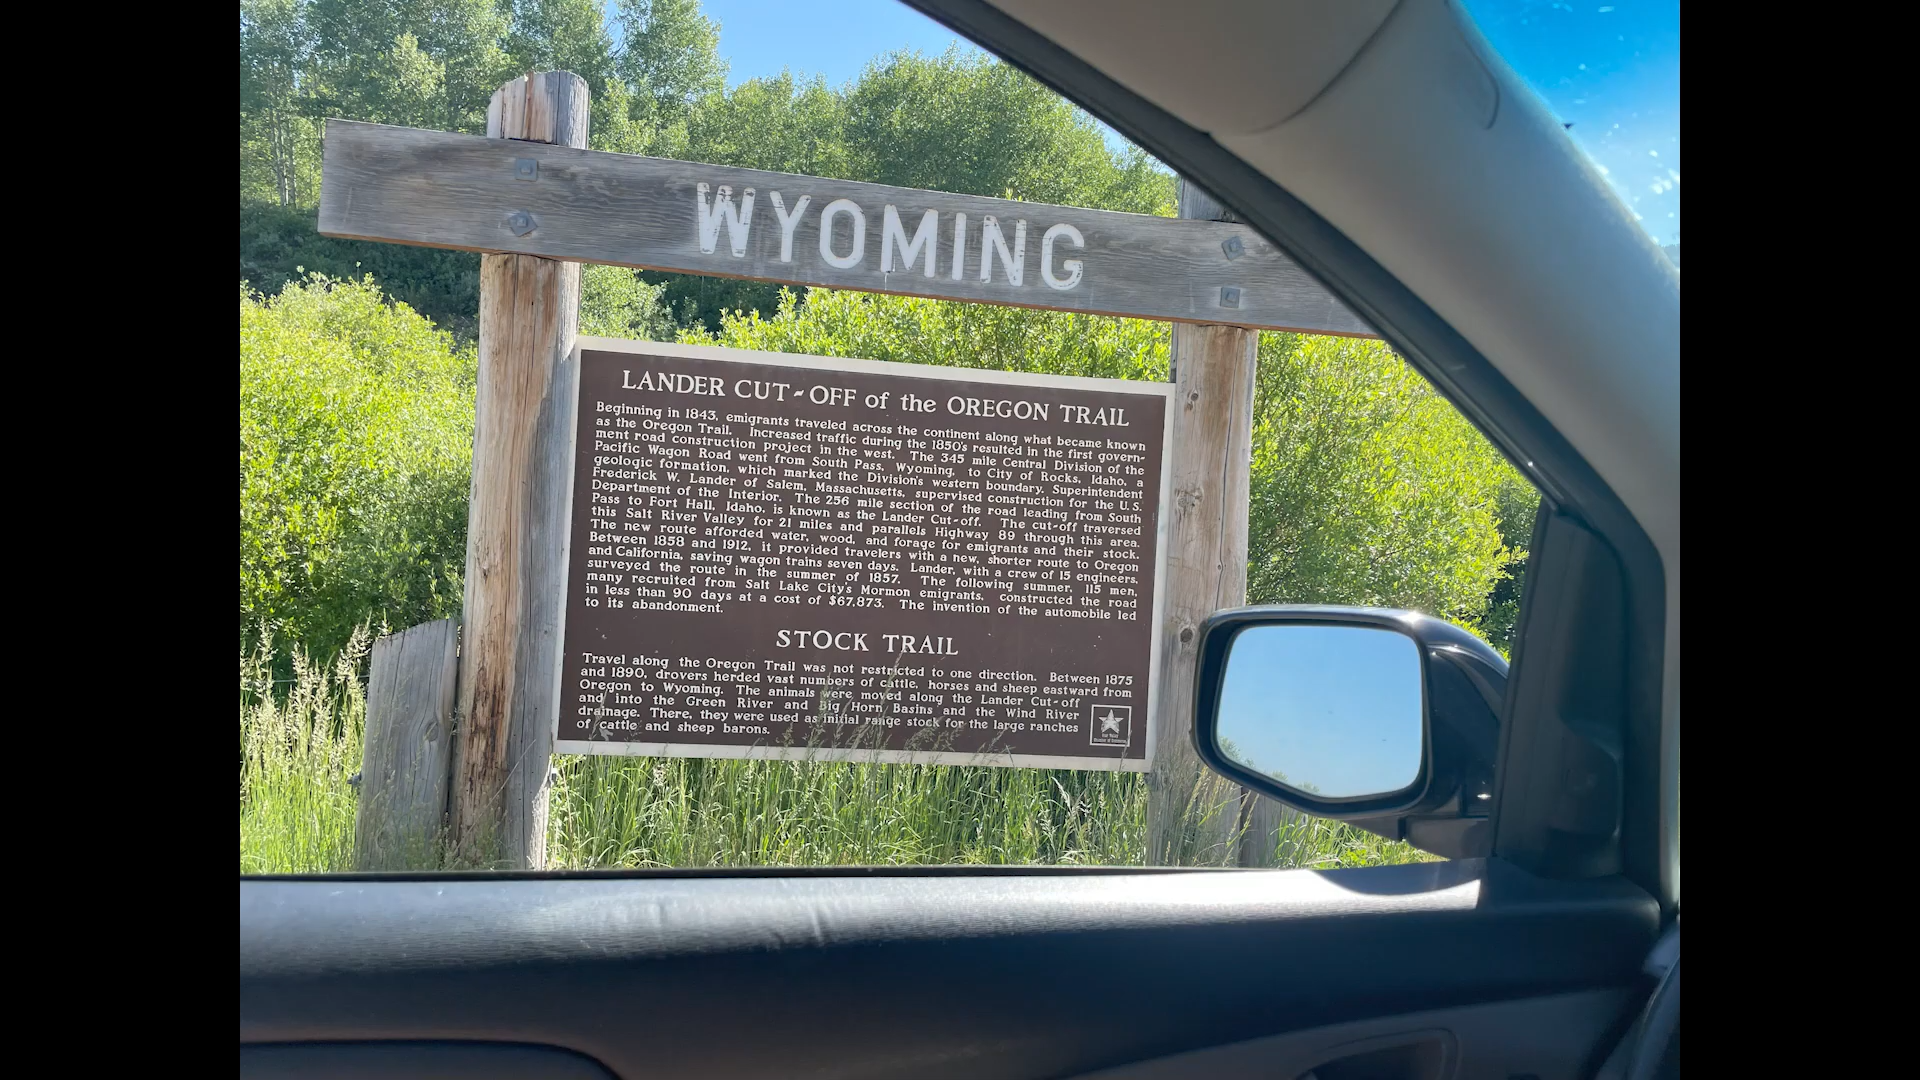 WYOMING
LANDER CUT-OFF of the OREGON TRAIL
Beginning in 1843, emigrants traveled across the continent along what became known
as the Oregon Trail. Increased traffic during the 1850's resulted in the first govern-
ment road construction project in the west. The 345 mile Central Division of the
Pacific Wagon Road went from South Pass, Wyoming, to City of Rocks, Idaho, a
geologic formation, which marked the Division's western boundary. Superintendent
Frederick W. Lander of Salem, Massachusetts, supervised construction for the U.S.
Department of the Interior. The 256 mile section of the road leading from South
Pass to Fort Hall, Idaho, is known as the Lander Cut-off. The cut-off traversed
this Salt River Valley for 21 miles and parallels Highway 89 through this area.
The new route afforded water, wood, and forage for emigrants and their stock.
Between 1858 and 1912, it provided travelers with a new, shorter route to Oregon
and California, saving wagon trains seven days. Lander, with a crew of 15 engineers,
surveyed the route in the summer of 1857. The following summer, 115 men,
many recruited from Salt Lake City's Mormon emigrants, constructed the road
in less than 90 days at a cost of $67,873. The invention of the automobile led
to its abandonment.
STOCK TRAIL
Travel along the Oregon Trail was not restricted to one direction. Between 1875
and 1890, drovers herded vast numbers of cattle, horses and sheep eastward from
Oregon to Wyoming. The animals were moved along the Lander Cut-off
and into the Green River and Big Horn Basins and the Wind River
drainage. There, they were used as initial range stock for the large ranches
of cattle and sheep barons.